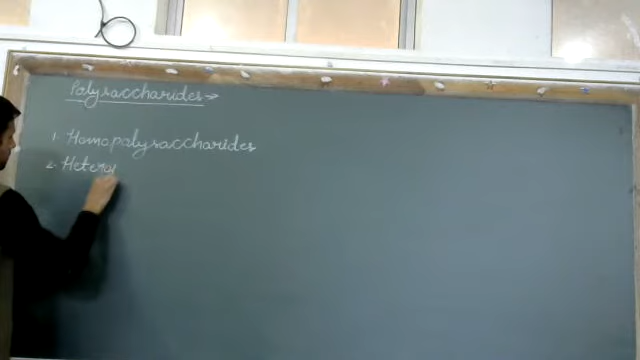 Polysaccharides →
1. Homopolysaccharides
2. Hetero